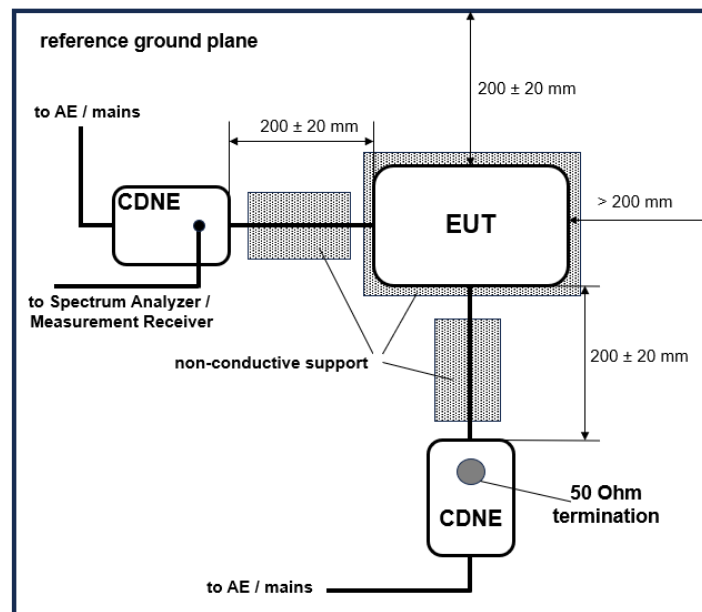 reference ground plane
200 ± 20 mm
to AE / mains
200 ± 20 mm
CDNE
EUT
> 200 mm
to Spectrum Analyzer /
Measurement Receiver
non-conductive support
200 ± 20 mm
CDNE
50 Ohm
termination
to AE / mains